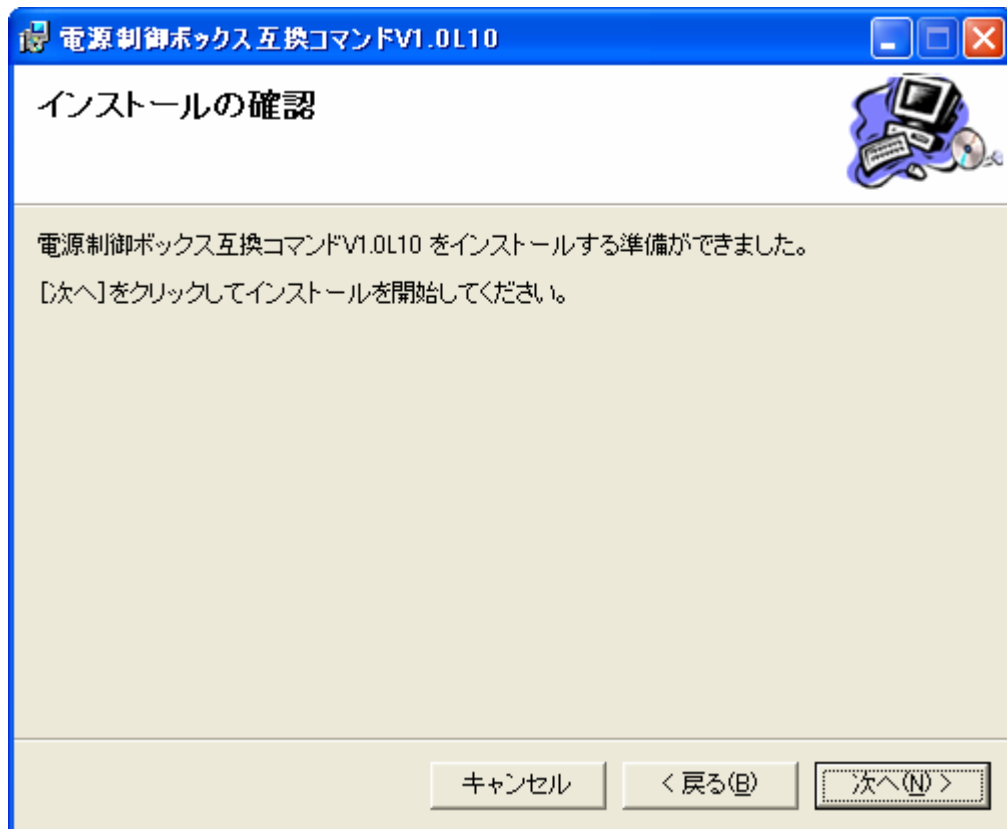 電源制御ボックス互換コマンドV1.0L10
インストールの確認
電源制御ボックス互換コマンドV1.0L10 をインストールする準備ができました。
[次へ]をクリックしてインストールを開始してください。
キャンセル
< 戻る(B)
次へ(N) >